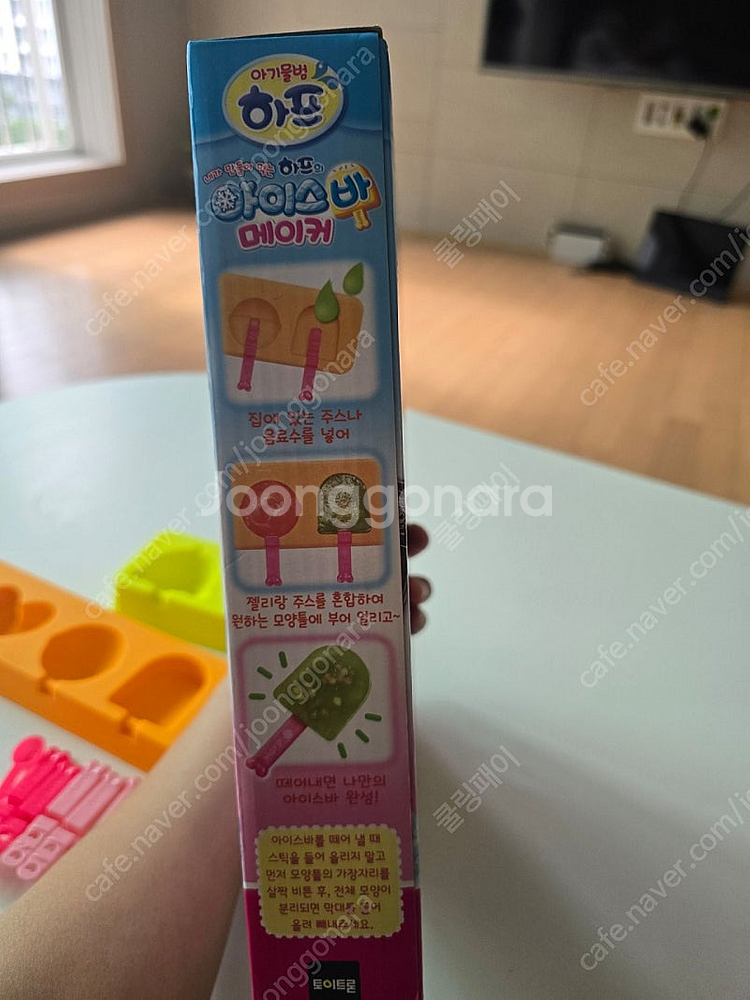 아기물범
하프
내가 만들어 먹는 하프의
아이스바
메이커
집에 있는 주스나
음료수를 넣어
젤리랑 주스를 혼합하여
원하는 모양틀에 부어 얼리고~
떼어내면 나만의
아이스바 완성!
아이스바를 떼어 낼 때
스틱을 들어 올리지 말고
먼저 모양틀의 가장자리를
살짝 비튼 후, 전체 모양이
분리되면 막대를 들어
올려 빼내주세요.
토이트론
Joonggonara
쿨링페이
cafe.naver.com/joonggonara